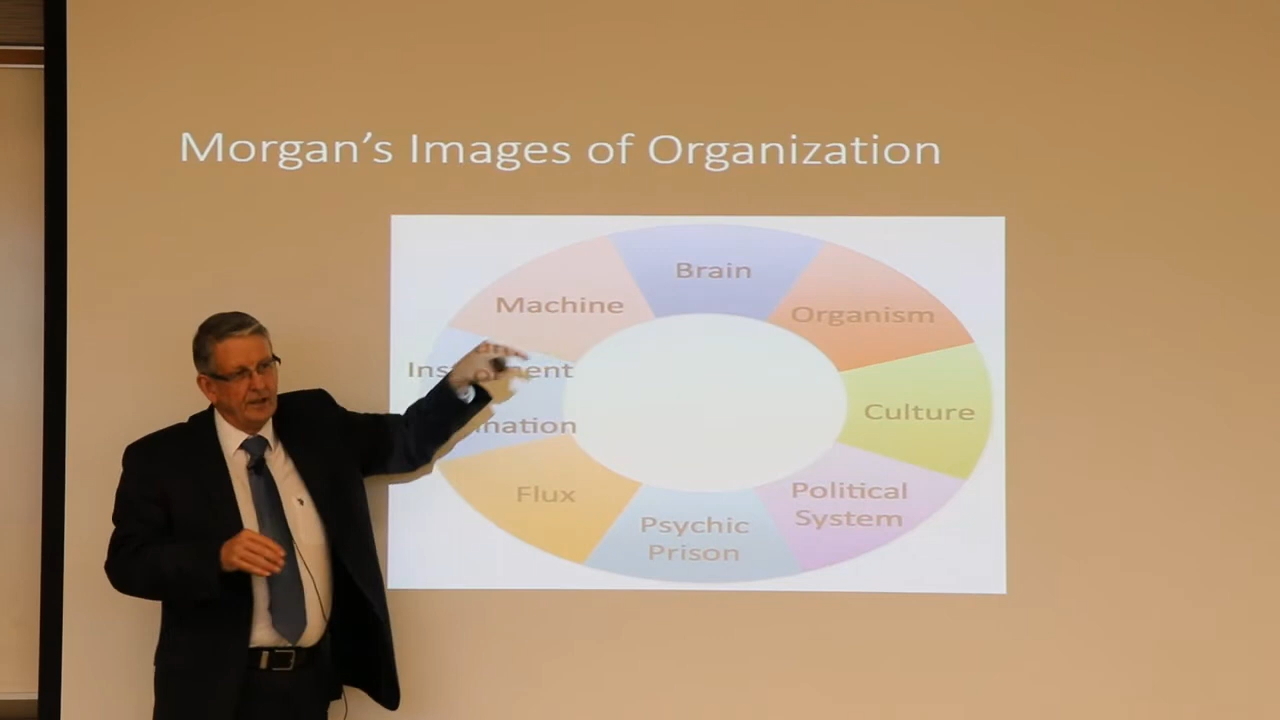 Morgan's Images of Organization
Brain
Machine
Organism
Culture
Political
System
Psychic
Prison
Flux